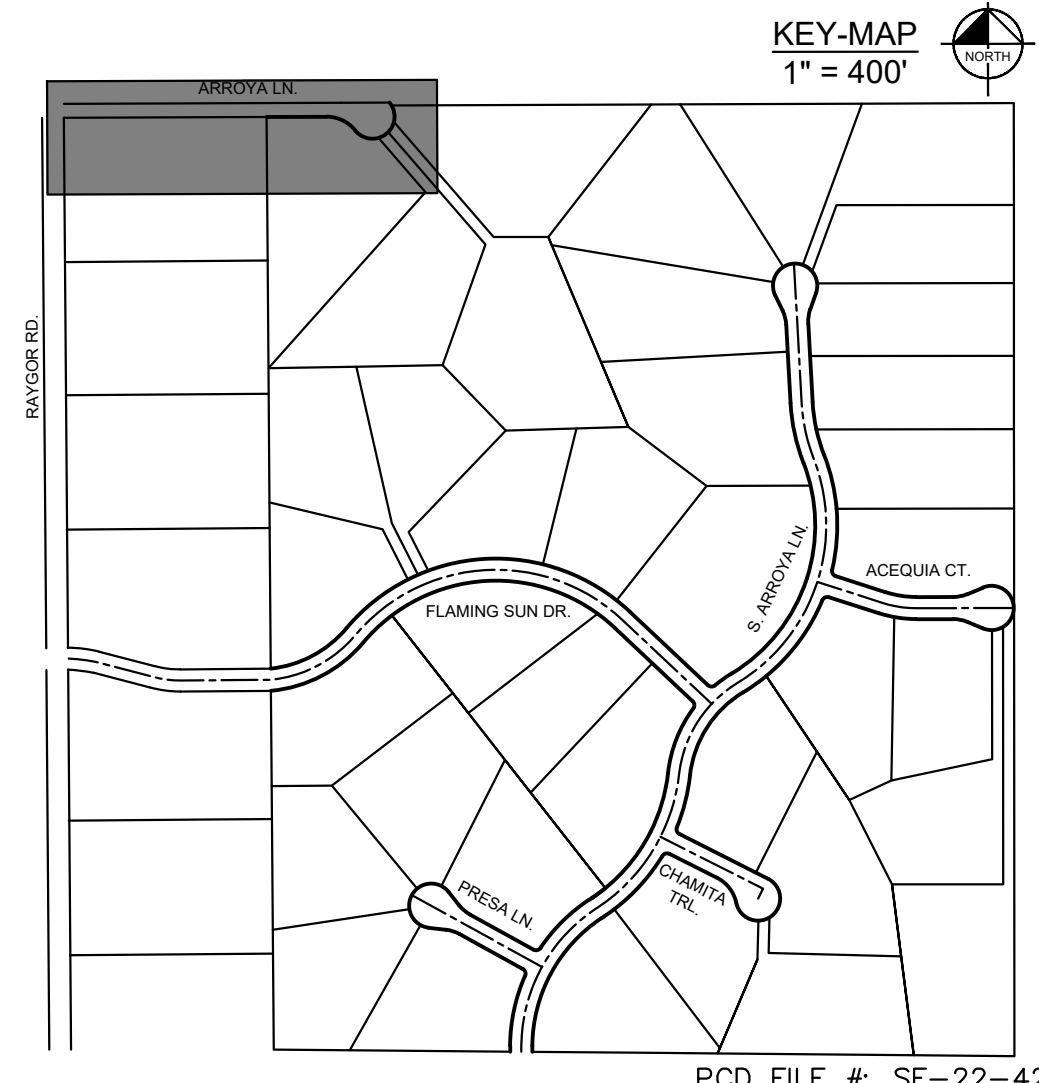 KEY-MAP
1" = 400'
NORTH
ARROYA LN.
RAYGOR RD.
S. ARROYA LN.
ACEQUIA CT.
FLAMING SUN DR.
CHAMITA
TRL.
PRESA LN.
PCD FILE #: SF-22-42